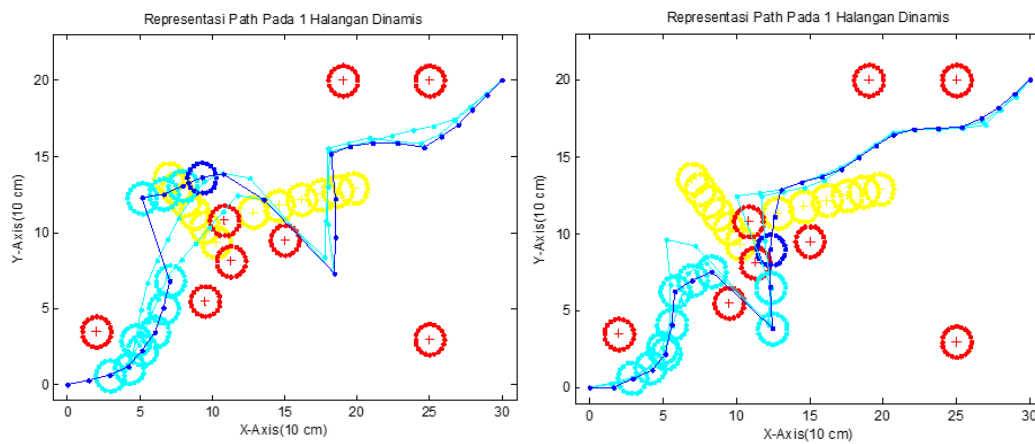 Representasi Path Pada 1 Halangan Dinamis
Y-Axis(10 cm)
20
15
10
5
0
0 5 10 15 20 25 30
X-Axis(10 cm)
Representasi Path Pada 1 Halangan Dinamis
Y-Axis(10 cm)
20
15
10
5
0
0 5 10 15 20 25 30
X-Axis(10 cm)